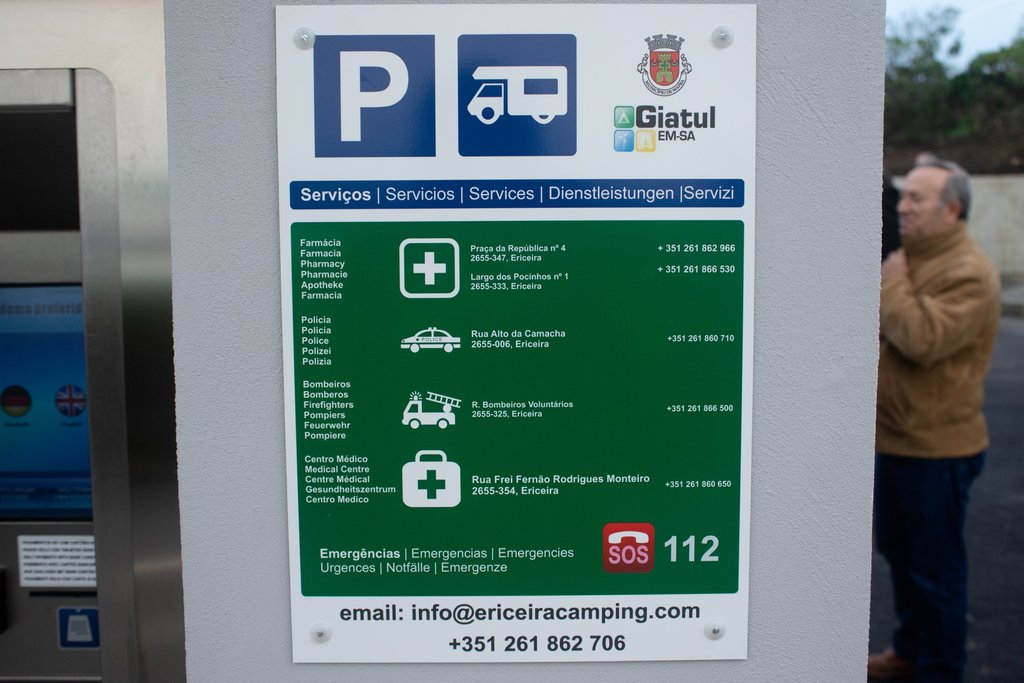 P
MUNICÍPIO DE MAFRA
Giatul
EM-SA
Serviços | Servicios | Services | Dienstleistungen |Servizi
Farmácia
Farmacia
Pharmacy
Pharmacie
Apotheke
Farmacia
Praça da República nº 4
2655-347, Ericeira
Largo dos Pocinhos nº 1
2655-333, Ericeira
+ 351 261 862 966
+ 351 261 866 530
Polícia
Policia
Police
Polizei
Polizia
POLICE
Rua Alto da Camacha
2655-006, Ericeira
+351 261 860 710
Bombeiros
Bomberos
Firefighters
Pompiers
Feuerwehr
Pompiere
R. Bombeiros Voluntários
2655-325, Ericeira
+351 261 866 500
Centro Médico
Medical Centre
Centre Médical
Gesundheitszentrum
Centro Medico
Rua Frei Fernão Rodrigues Monteiro
2655-354, Ericeira
+351 261 860 650
Emergências | Emergencias | Emergencies
Urgences | Notfälle | Emergenze
SOS
112
email: info@ericeiracamping.com
+351 261 862 706